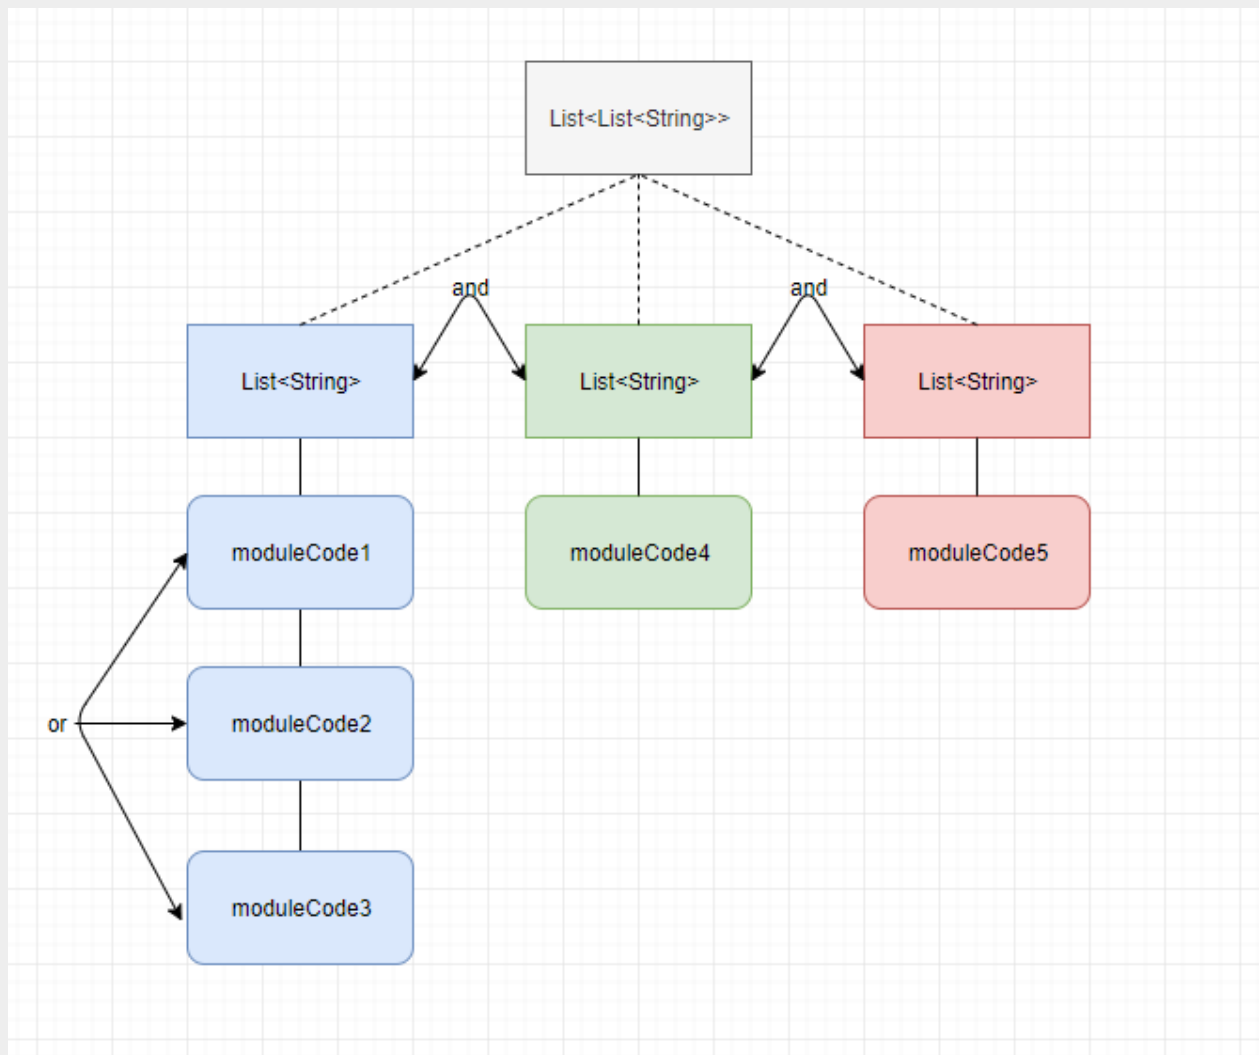 List<List<String>>
and
and
List<String>
List<String>
List<String>
moduleCode1
moduleCode4
moduleCode5
or
moduleCode2
moduleCode3